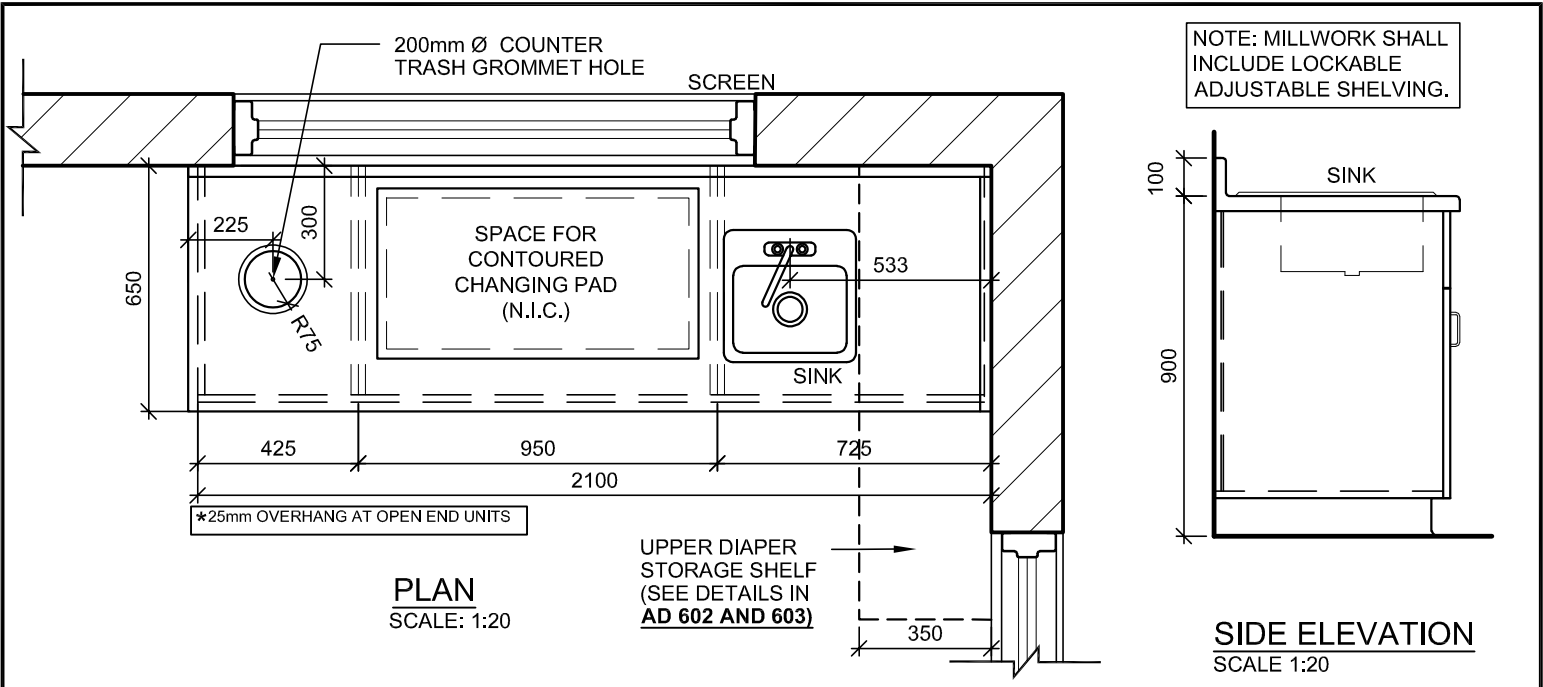 200mm Ø COUNTER
TRASH GROMMET HOLE
SCREEN
225
300
650
R75
SPACE FOR
CONTOURED
CHANGING PAD
(N.I.C.)
533
SINK
425
950
725
2100
*25mm OVERHANG AT OPEN END UNITS
PLAN
SCALE: 1:20
UPPER DIAPER
STORAGE SHELF
(SEE DETAILS IN
AD 602 AND 603)
350
NOTE: MILLWORK SHALL
INCLUDE LOCKABLE
ADJUSTABLE SHELVING.
100
SINK
900
SIDE ELEVATION
SCALE 1:20